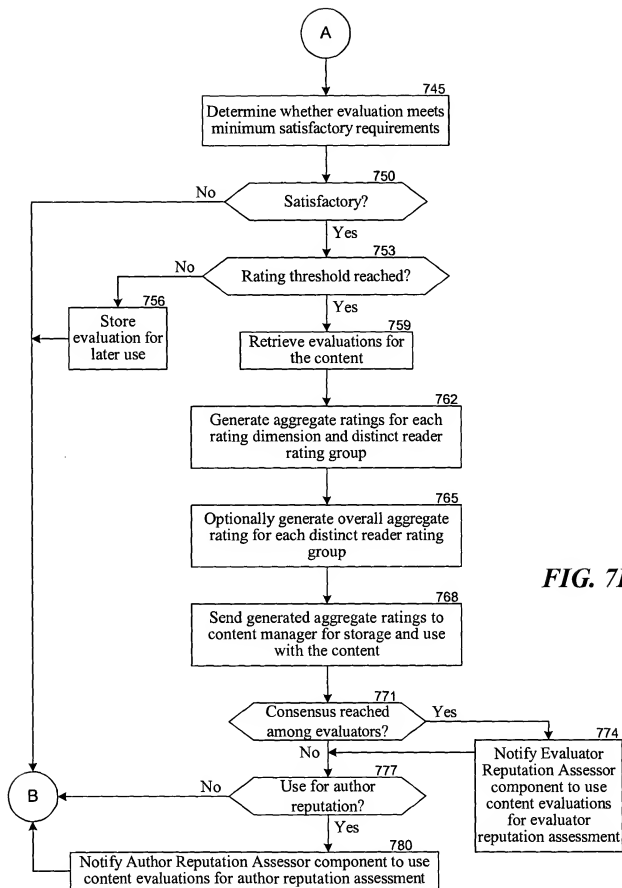 A
745
Determine whether evaluation meets
minimum satisfactory requirements
750
No
Satisfactory?
Yes
753
No
Rating threshold reached?
Yes
756
Store
evaluation for
later use
759
Retrieve evaluations for
the content
762
Generate aggregate ratings for each
rating dimension and distinct reader
rating group
765
Optionally generate overall aggregate
rating for each distinct reader rating
group
FIG. 7
768
Send generated aggregate ratings to
content manager for storage and use
with the content
771
Consensus reached
among evaluators?
Yes
No
774
Notify Evaluator
Reputation Assessor
component to use
content evaluations
for evaluator
reputation assessment
777
B
No
Use for author
reputation?
Yes
780
Notify Author Reputation Assessor component to use
content evaluations for author reputation assessment